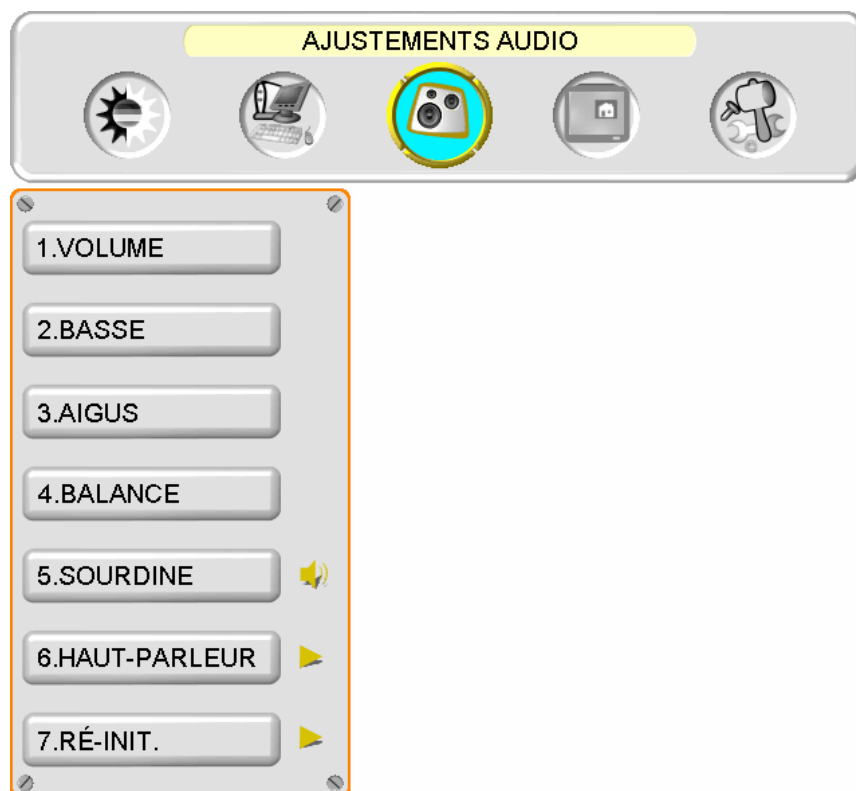 AJUSTEMENTS AUDIO
1.VOLUME
2.BASSE
3.AIGUS
4.BALANCE
5.SOURDINE
6.HAUT-PARLEUR
7.RÉ-INIT.